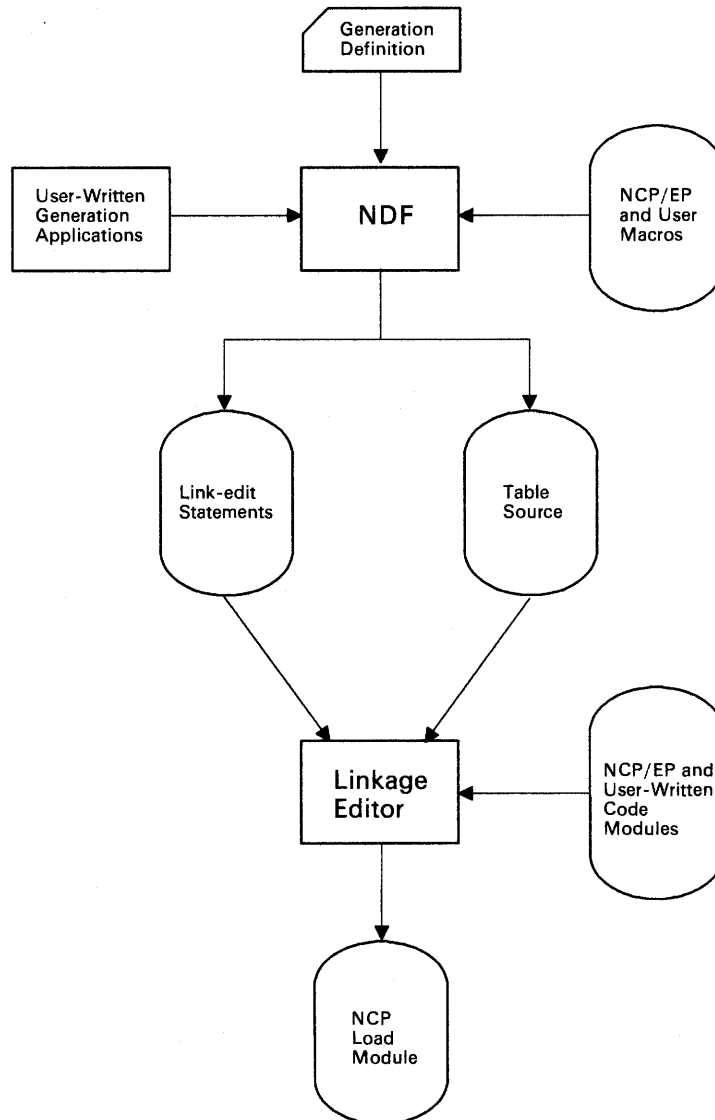 Generation
Definition
User-Written
Generation
Applications
NDF
NCP/EP
and User
Macros
Link-edit
Statements
Table
Source
Linkage
Editor
NCP/EP and
User-Written
Code
Modules
NCP
Load
Module